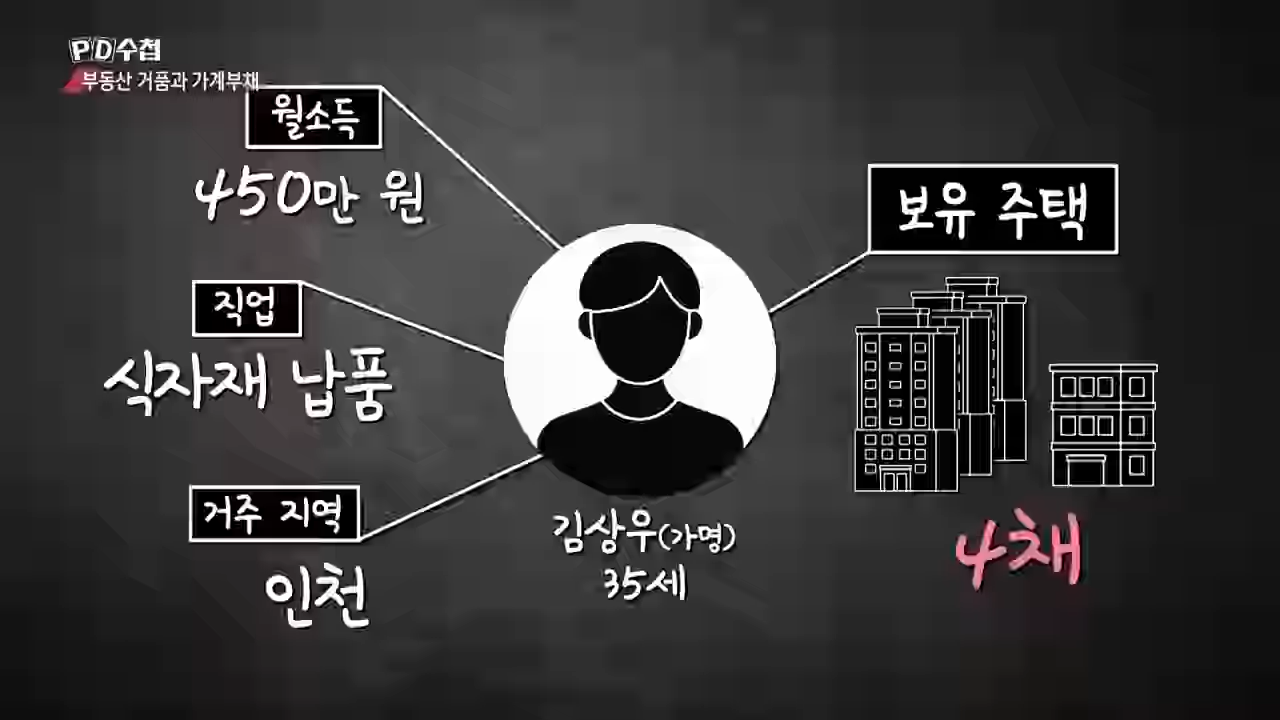 PD수첩
부동산 거품과 가계부채
월소득
450만 원
직업
식자재 납품
거주 지역
인천
김상우(가명)
35세
보유 주택
4채